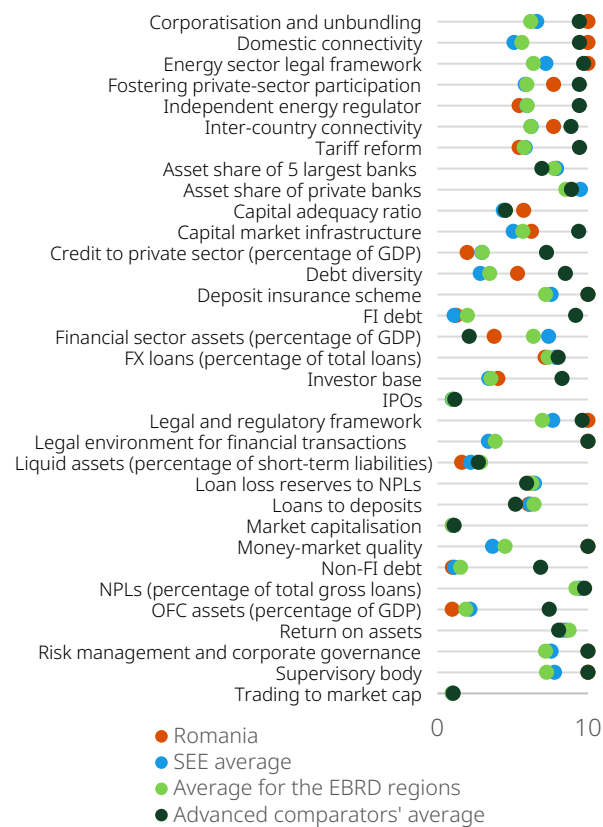 Corporatisation and unbundling
Domestic connectivity
Energy sector legal framework
Fostering private-sector participation
Independent energy regulator
Inter-country connectivity
Tariff reform
Asset share of 5 largest banks
Asset share of private banks
Capital adequacy ratio
Capital market infrastructure
Credit to private sector (percentage of GDP)
Debt diversity
Deposit insurance scheme
FI debt
Financial sector assets (percentage of GDP)
FX loans (percentage of total loans)
Investor base
IPOs
Legal and regulatory framework
Legal environment for financial transactions
Liquid assets (percentage of short-term liabilities)
Loan loss reserves to NPLs
Loans to deposits
Market capitalisation
Money-market quality
Non-FI debt
NPLs (percentage of total gross loans)
OFC assets (percentage of GDP)
Return on assets
Risk management and corporate governance
Supervisory body
Trading to market cap
0 10
Romania
SEE average
Average for the EBRD regions
Advanced comparators' average